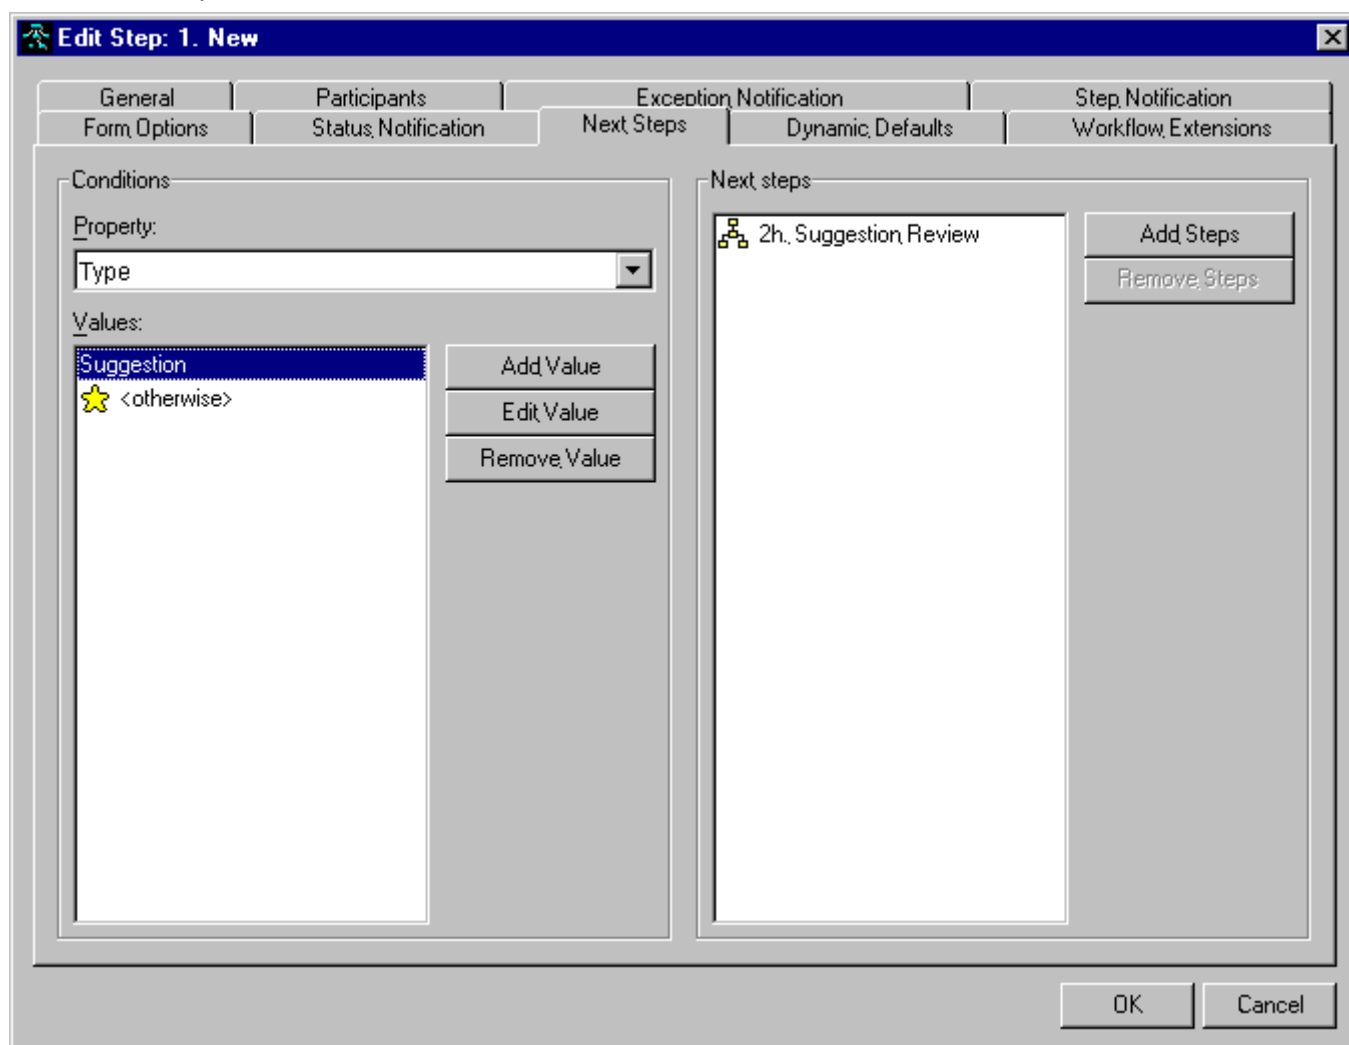 Edit Step: 1. New
General Participants Exception Notification Step Notification
Form Options Status Notification Next Steps Dynamic Defaults Workflow Extensions
Conditions
Property:
Type
Values:
Suggestion
<otherwise>
Add Value
Edit Value
Remove Value
Next steps
2h. Suggestion Review
Add Steps
Remove Steps
OK Cancel